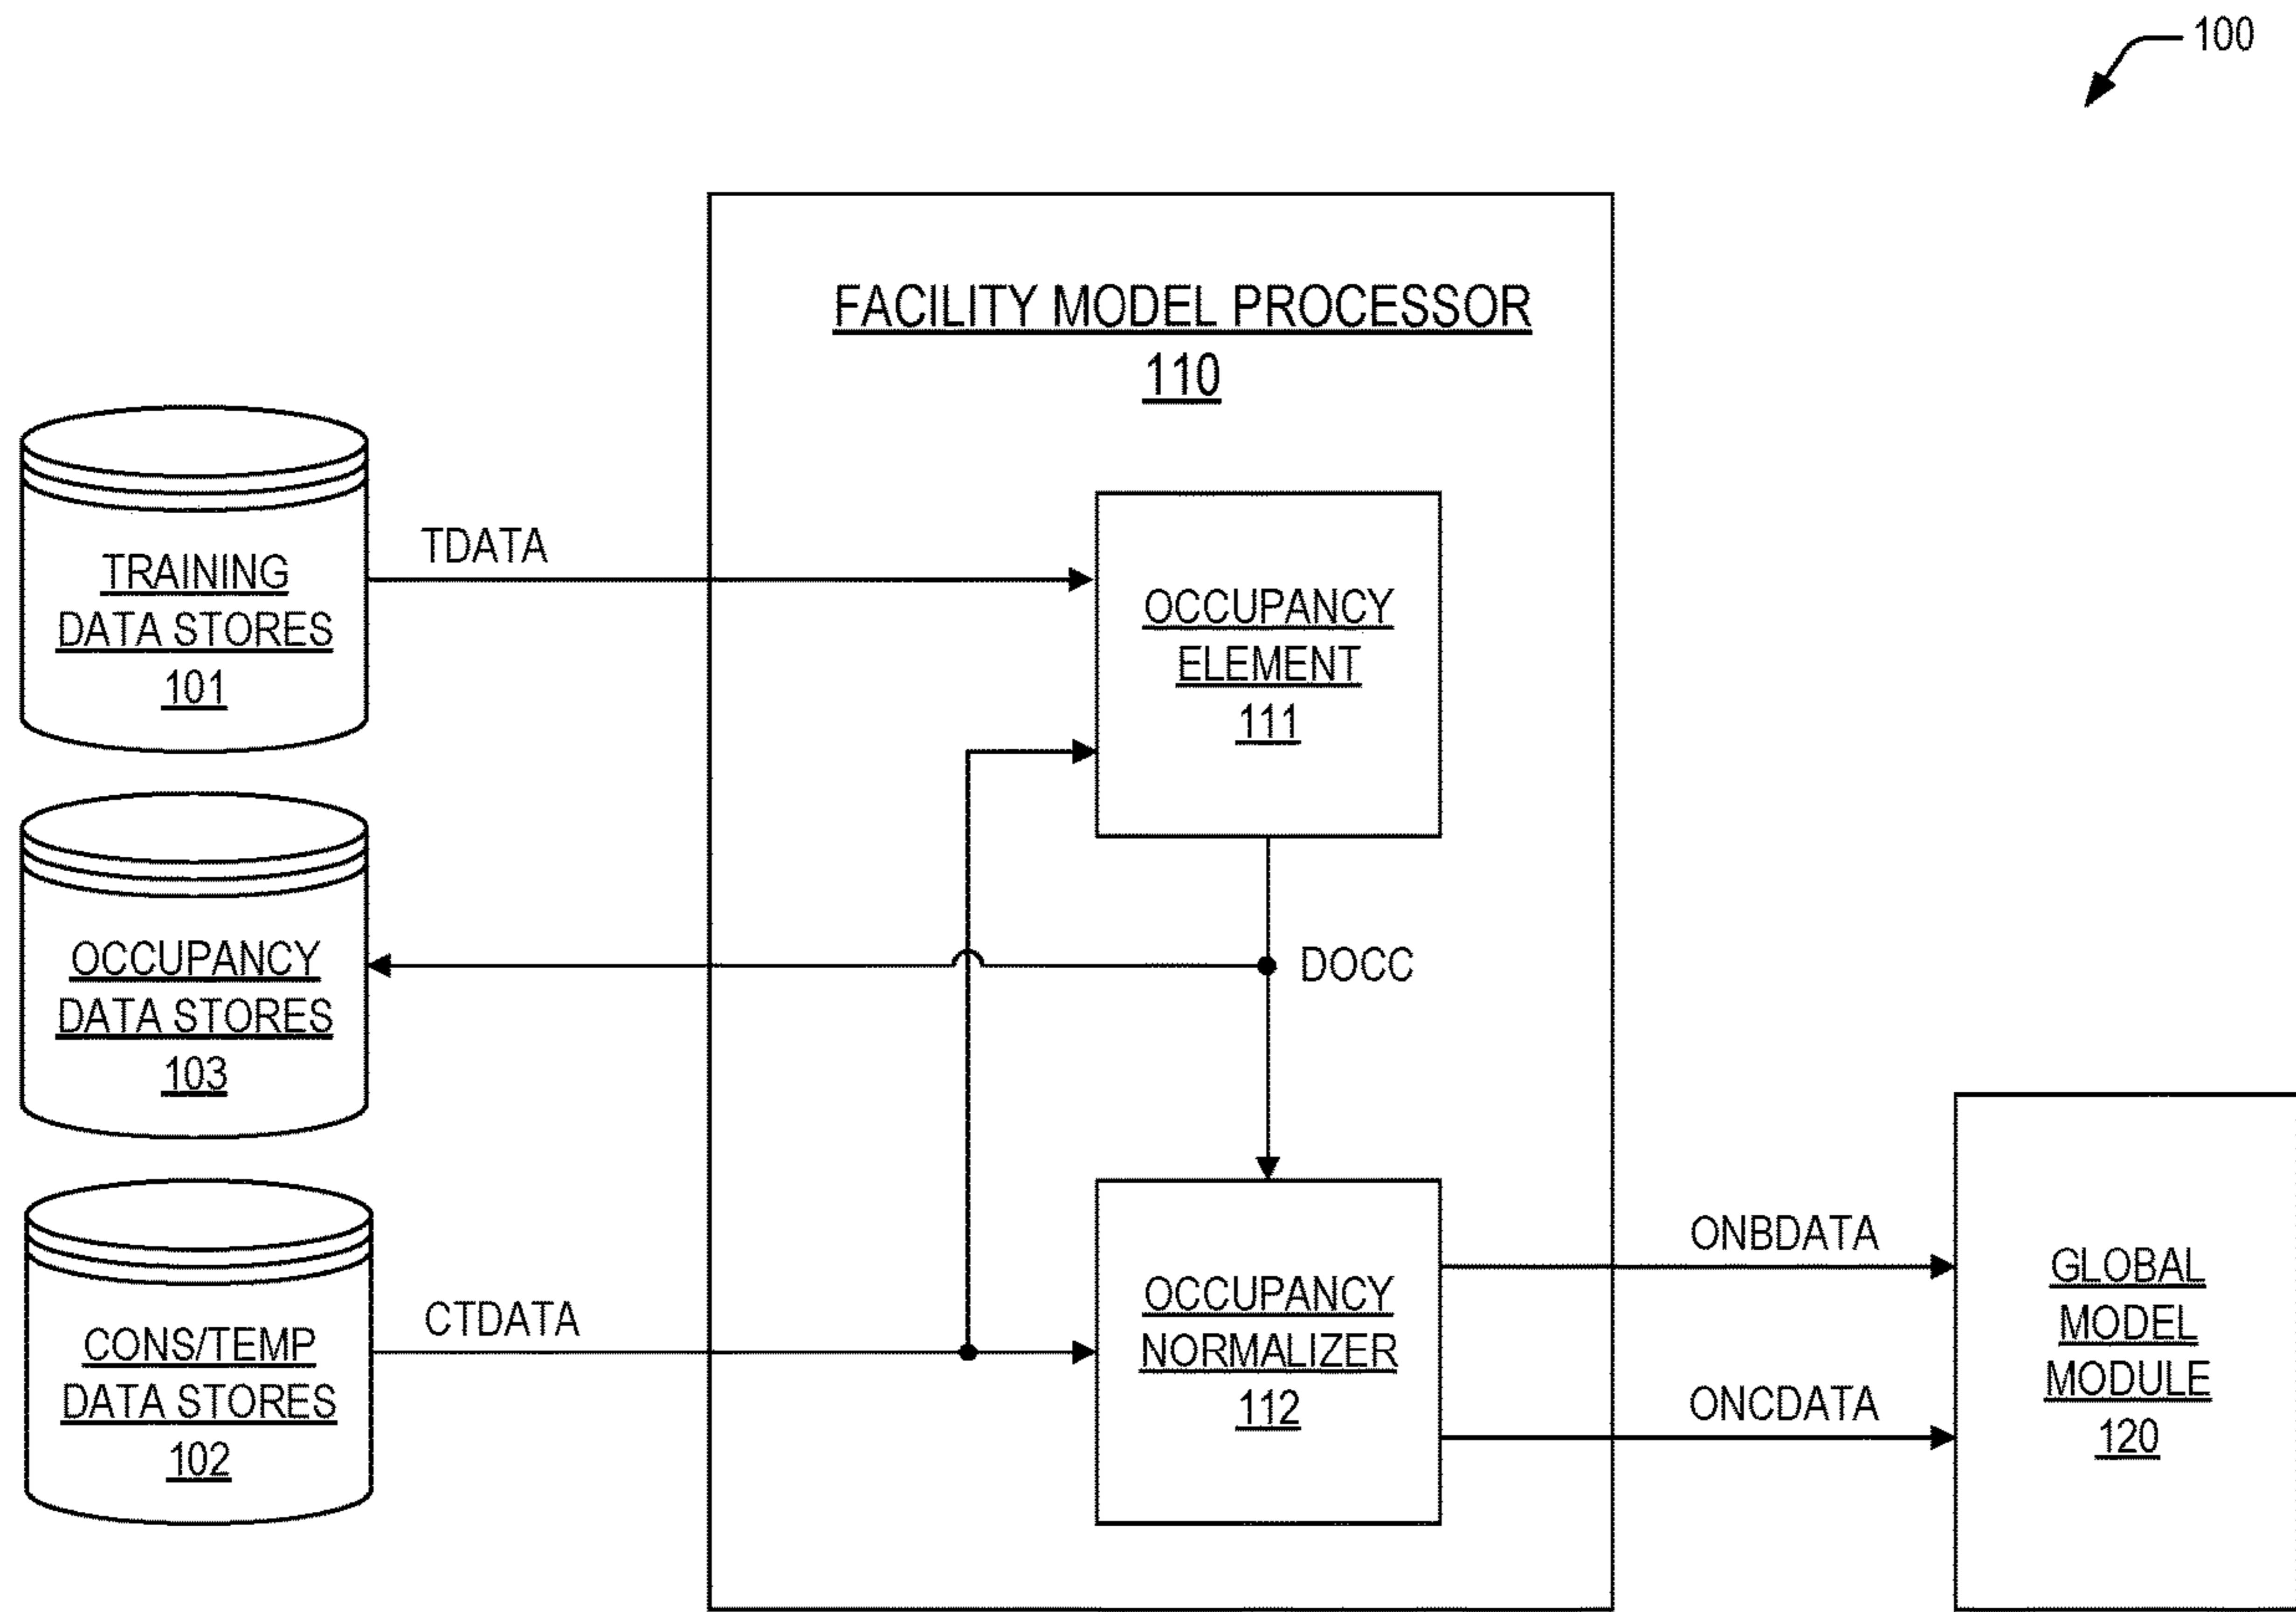 100
FACILITY MODEL PROCESSOR
110
TRAINING
DATA STORES
101
TDATA
OCCUPANCY
ELEMENT
111
OCCUPANCY
DATA STORES
103
DOCC
CONS/TEMP
DATA STORES
102
CTDATA
OCCUPANCY
NORMALIZER
112
ONBDATA
ONCDATA
GLOBAL
MODEL
MODULE
120